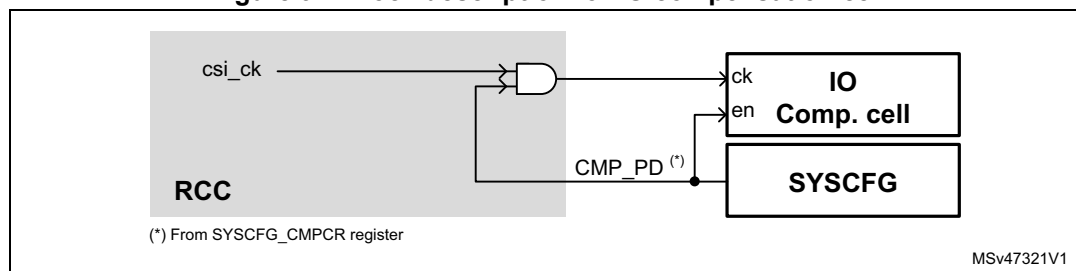 csi_ck
ck
IO
Comp. cell
en
CMP_PD (*)
SYSCFG
RCC
(*) From SYSCFG_CMPCR register
MSv47321V1